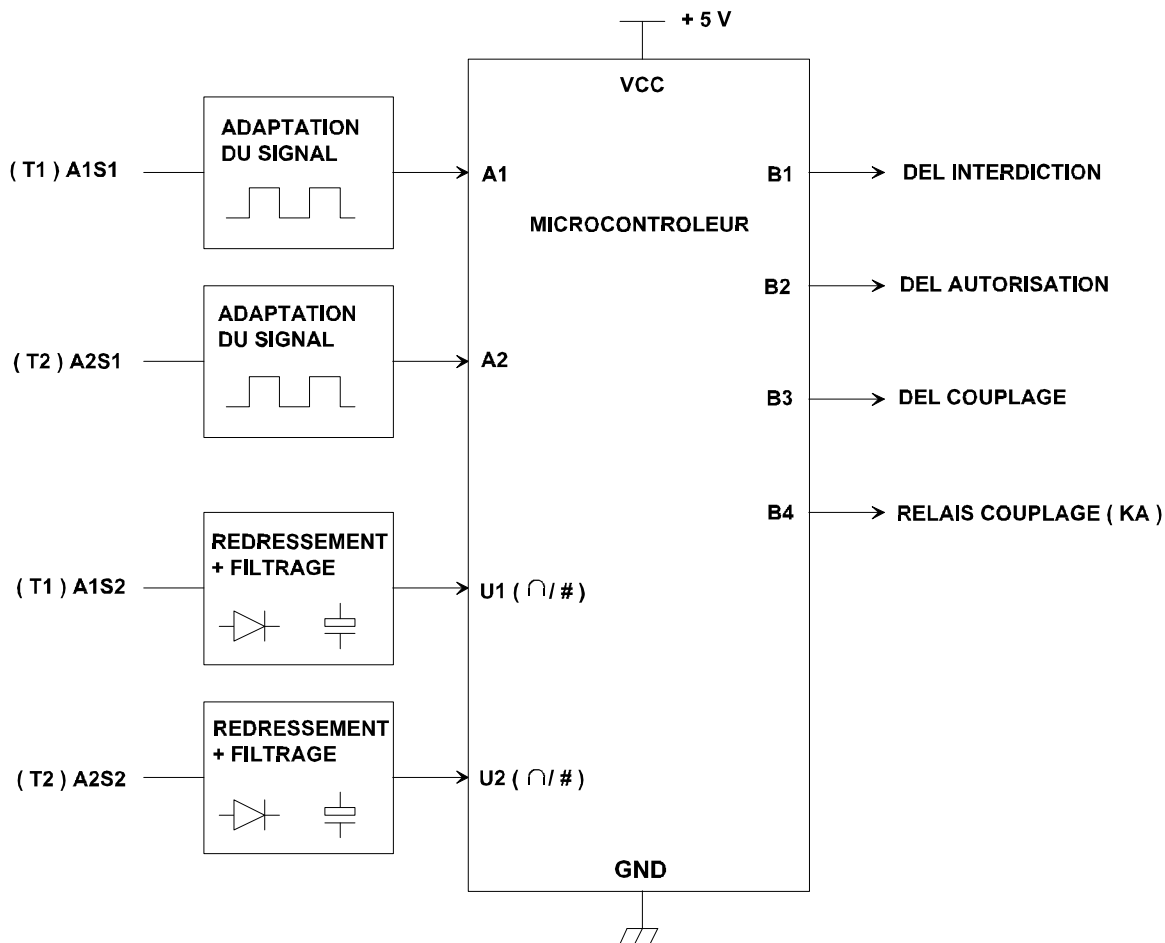 + 5 V
VCC
ADAPTATION
DU SIGNAL
( T1 ) A1S1
A1
B1
DEL INTERDICTION
MICROCONTROLEUR
B2
DEL AUTORISATION
ADAPTATION
DU SIGNAL
( T2 ) A2S1
A2
B3
DEL COUPLAGE
B4
RELAIS COUPLAGE ( KA )
REDRESSEMENT
+ FILTRAGE
( T1 ) A1S2
U1 ( ∩/ # )
REDRESSEMENT
+ FILTRAGE
( T2 ) A2S2
U2 ( ∩/ # )
GND